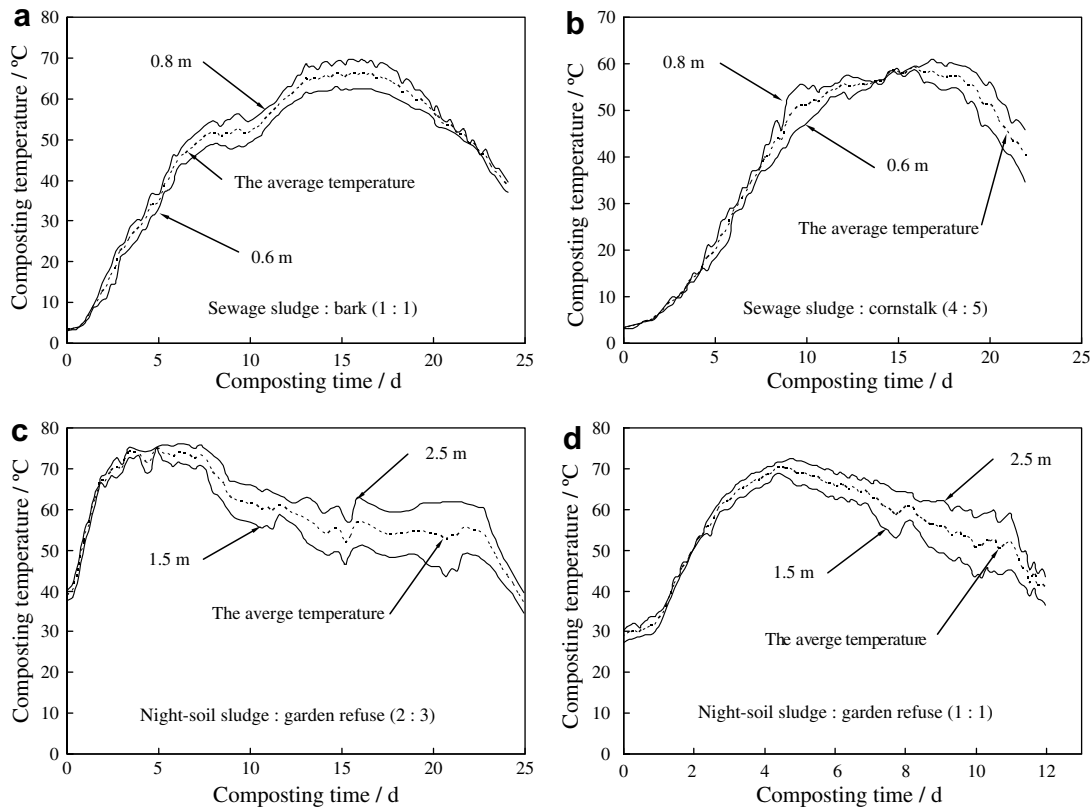 a
80
70
60
50
40
30
20
10
0
Composting temperature / ºC
0.8 m
The average temperature
0.6 m
Sewage sludge : bark (1 : 1)
0 5 10 15 20 25
Composting time / d
b
70
60
50
40
30
20
10
0
Composting temperature / ºC
0.8 m
0.6 m
The average temperature
Sewage sludge : cornstalk (4 : 5)
0 5 10 15 20 25
Composting time / d
c
80
70
60
50
40
30
20
10
0
Composting temperature / ºC
2.5 m
1.5 m
The averge temperature
Night-soil sludge : garden refuse (2 : 3)
0 5 10 15 20 25
Composting time / d
d
80
70
60
50
40
30
20
10
0
Composting temperature / ºC
2.5 m
1.5 m
The averge temperature
Night-soil sludge : garden refuse (1 : 1)
0 2 4 6 8 10 12
Composting time / d